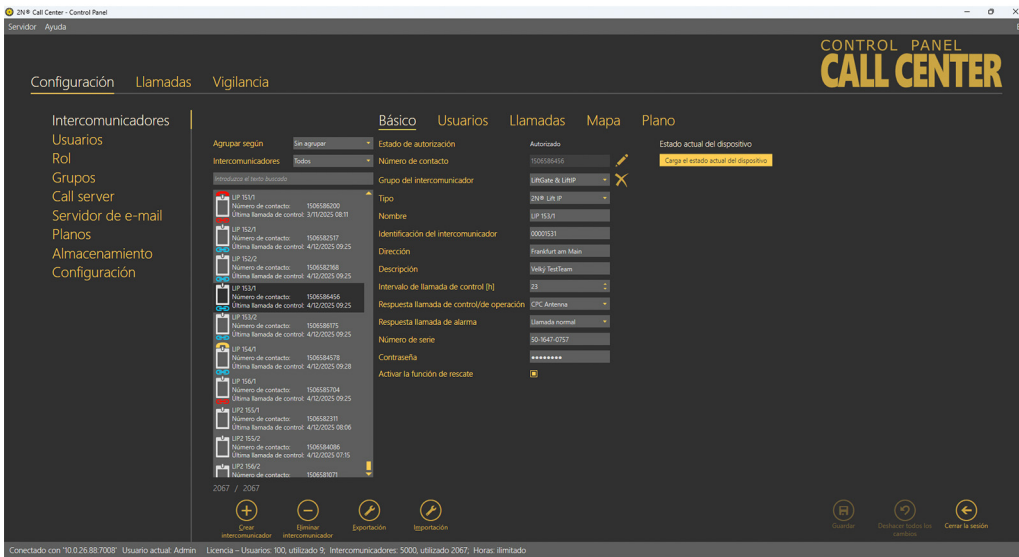 2N® Call Center - Control Panel
Servidor Ayuda
CONTROL PANEL
CALL CENTER
Configuración Llamadas Vigilancia
Intercomunicadores
Usuarios
Rol
Grupos
Call server
Servidor de e-mail
Planos
Almacenamiento
Configuración
Agrupar según Sin agrupar
Intercomunicadores Todos
Introduzca el texto buscado
LIP 151/1
Número de contacto: 1506586200
Última llamada de control: 3/11/2025 08:11
LIP 152/1
Número de contacto: 1506582517
Última llamada de control: 4/12/2025 09:25
LIP 152/2
Número de contacto: 1506582168
Última llamada de control: 4/12/2025 09:25
LIP 153/1
Número de contacto: 1506586456
Última llamada de control: 4/12/2025 09:25
LIP 153/2
Número de contacto: 1506586175
Última llamada de control: 4/12/2025 09:25
LIP 154/1
Número de contacto: 1506584578
Última llamada de control: 4/12/2025 09:28
LIP 156/1
Número de contacto: 1506585704
Última llamada de control: 4/12/2025 09:25
LIP2 155/1
Número de contacto: 1506582311
Última llamada de control: 4/12/2025 08:06
LIP2 155/2
Número de contacto: 1506584086
Última llamada de control: 4/12/2025 07:15
LIP2 156/2
Número de contacto: 1506581071
2067 / 2067
Básico Usuarios Llamadas Mapa Plano
Estado de autorización Autorizado
Número de contacto 1506586456
Grupo del intercomunicador LiftGate & LiftIP
Tipo 2N® Lift IP
Nombre LIP 153/1
Identificación del intercomunicador 00001531
Dirección Frankfurt am Main
Descripción Velký TestTeam
Intervalo de llamada de control [h] 23
Respuesta llamada de control/de operación CPC Antenna
Respuesta llamada de alarma Llamada normal
Número de serie 50-1647-0757
Contraseña ••••••••
Activar la función de rescate
Estado actual del dispositivo
Carga el estado actual del dispositivo
Crear intercomunicador
Eliminar intercomunicador
Exportación
Importación
Guardar
Deshacer todos los cambios
Cerrar la sesión
Conectado con '10.0.26.88:7008' Usuario actual: Admin Licencia – Usuarios: 100, utilizado 9; Intercomunicadores: 5000, utilizado 2067; Horas: ilimitado